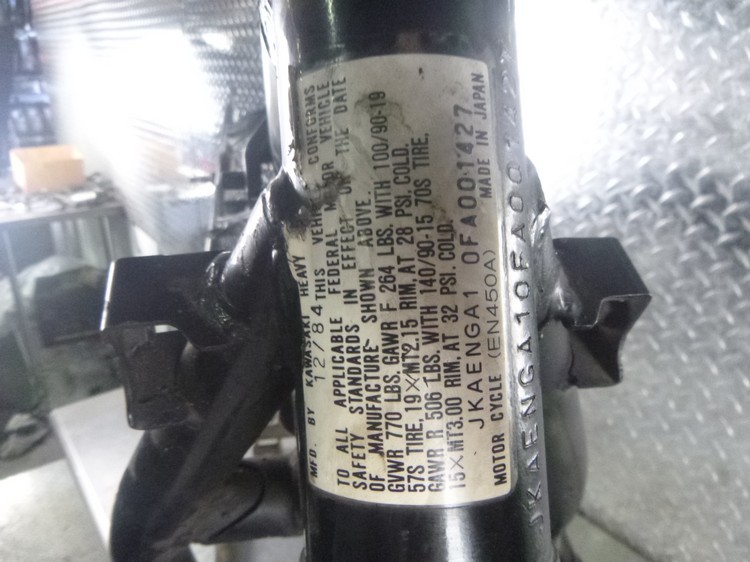 MFD. BY KAWASAKI HEAVY
12/84 THIS VEHI CONFORMS
TO ALL APPLICABLE FEDERAL MOTOR VEHICLE
SAFETY STANDARDS IN EFFECT ON THE DATE
OF MANUFACTURE SHOWN ABOVE.
GVWR 770 LBS. GAWR F 264 LBS. WITH 100/90-19
57S TIRE, 19×MT2.15 RIM, AT 28 PSI. COLD.
GAWR R 506 LBS. WITH 140/90-15 70S TIRE,
15×MT3.00 RIM, AT 32 PSI. COLD.
JKAENGA1 0FA001427
MOTOR CYCLE (EN450A) MADE IN JAPAN
JKAENGA10FA001427